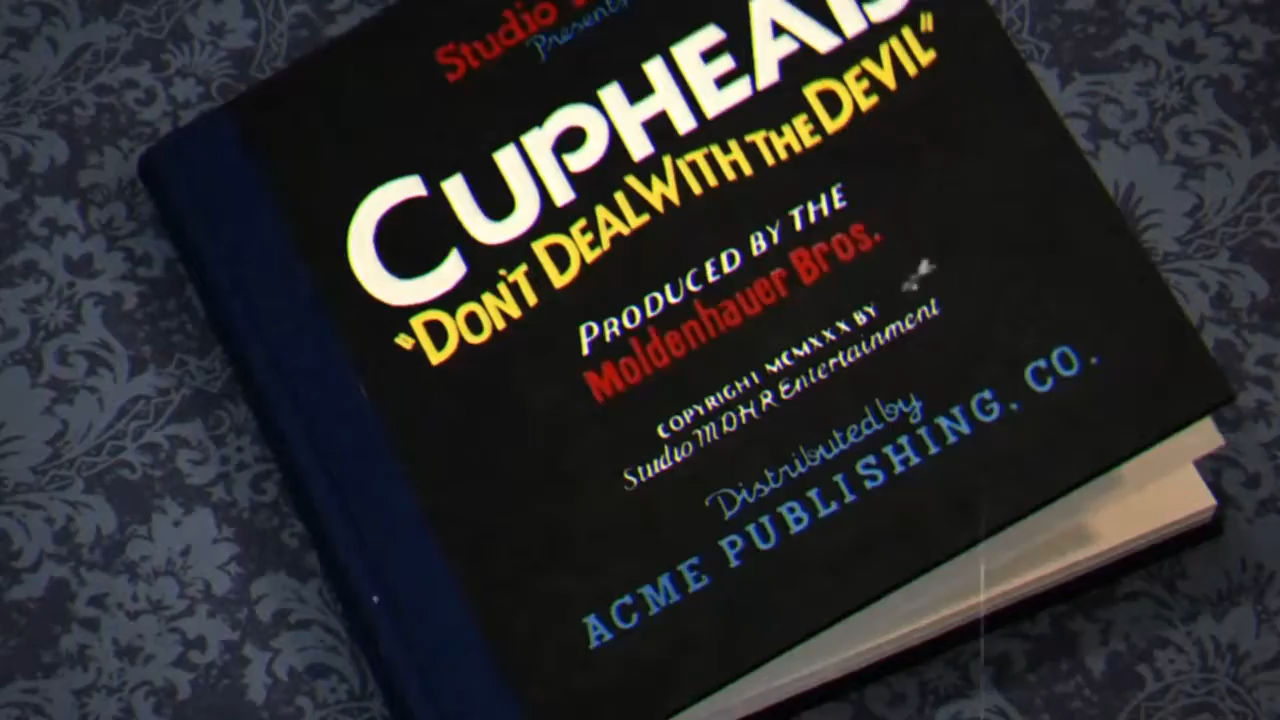 Studio
Presents
CUPHEAD
"DON'T DEAL WITH THE DEVIL"
PRODUCED BY THE
Moldenhauer Bros.
COPYRIGHT MCMXXX BY
Studio MDHR Entertainment
Distributed by
ACME PUBLISHING. CO.